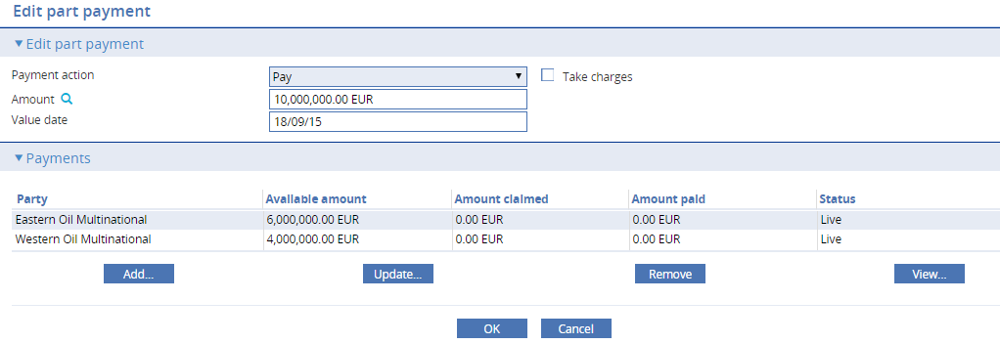 Edit part payment
Edit part payment
Payment action Pay Take charges
Amount 10,000,000.00 EUR
Value date 18/09/15
Payments
Party Available amount Amount claimed Amount paid Status
Eastern Oil Multinational 6,000,000.00 EUR 0.00 EUR 0.00 EUR Live
Western Oil Multinational 4,000,000.00 EUR 0.00 EUR 0.00 EUR Live
Add... Update... Remove View...
OK Cancel